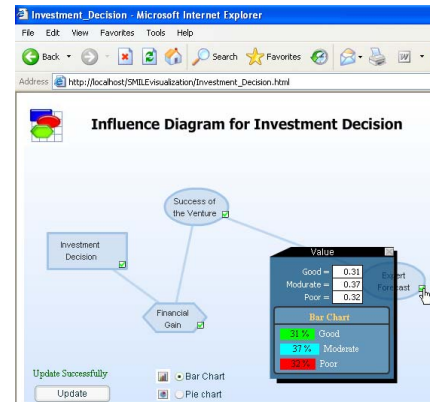 Investment_Decision - Microsoft Internet Explorer
File Edit View Favorites Tools Help
Back Search Favorites
Address http://localhost/SMILEvisualization/Investment_Decision.html
Influence Diagram for Investment Decision
Success of
the Venture
Investment
Decision
Financial
Gain
Expert
Forecast
Value
Good = 0.31
Modurate = 0.37
Poor = 0.32
Bar Chart
31 % Good
37 % Moderate
32 % Poor
Update Successfully
Update
Bar Chart
Pie chart